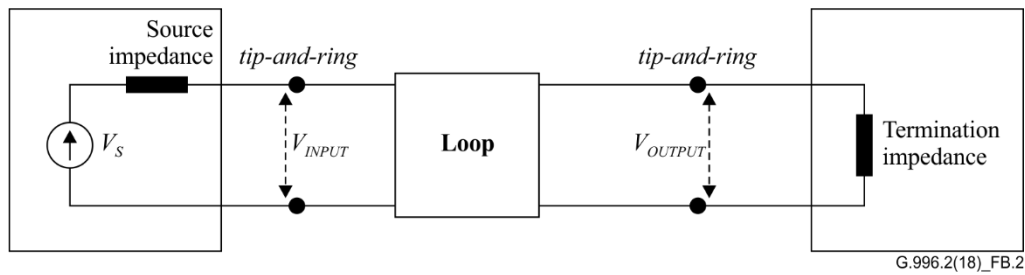 Source
impedance
tip-and-ring
tip-and-ring
V_S
V_INPUT
Loop
V_OUTPUT
Termination
impedance
G.996.2(18)_FB.2